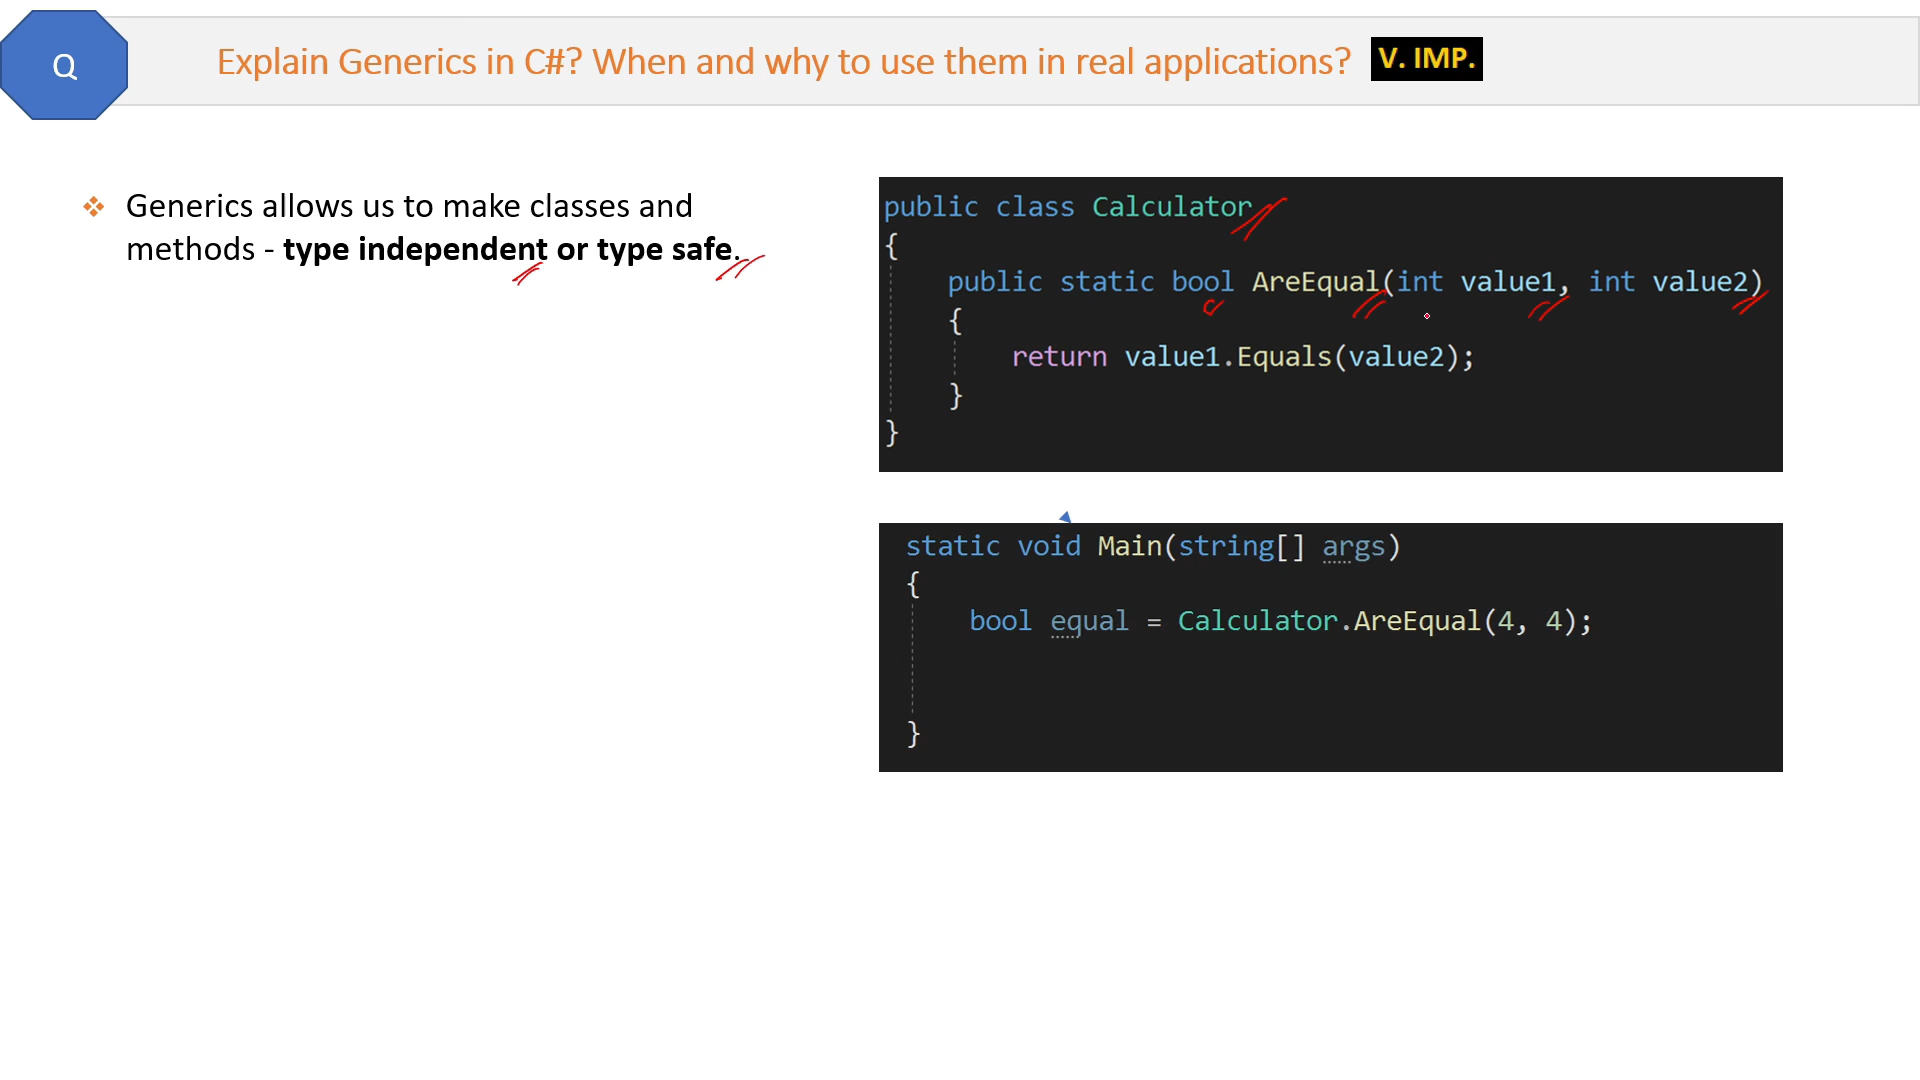 Q
Explain Generics in C#? When and why to use them in real applications? V. IMP.
Generics allows us to make classes and
methods - type independent or type safe.
public class Calculator
{
public static bool AreEqual(int value1, int value2)
{
return value1.Equals(value2);
}
}
static void Main(string[] args)
{
bool equal = Calculator.AreEqual(4, 4);
}